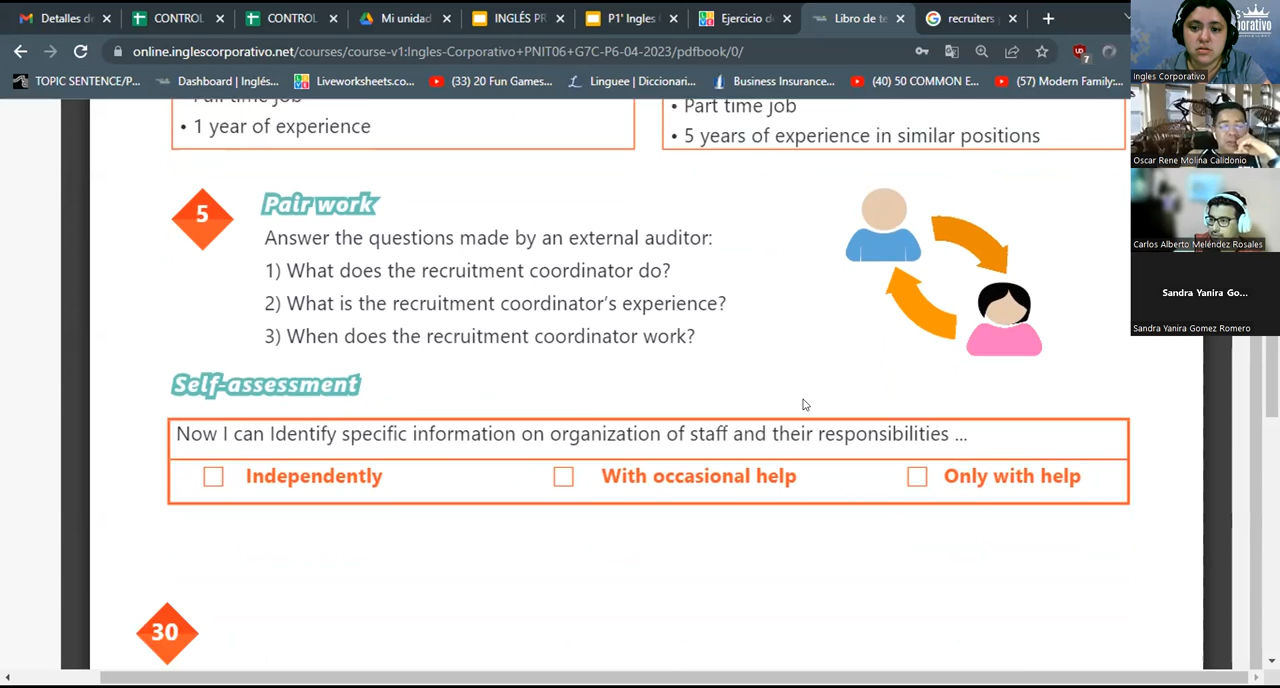 Detalles d
CONTROL
CONTROL
Mi unidad
INGLÉS PR
P1' Ingles
Ejercicio d
Libro de te
recruiters
online.inglescorporativo.net/courses/course-v1:Ingles-Corporativo+PNIT06+G7C-P6-04-2023/pdfbook/0/
7
TOPIC SENTENCE/P...
Dashboard | Inglés...
Liveworksheets.co...
(33) 20 Fun Games...
Linguee | Diccionari...
Business Insurance...
(40) 50 COMMON E...
(57) Modern Family:...
Ingles Corporativo
Oscar Rene Molina Calidonio
Carlos Alberto Meléndez Rosales
Sandra Yanira Go...
Sandra Yanira Gomez Romero
• 1 year of experience
• Part time job
• 5 years of experience in similar positions
5
Pair work
Answer the questions made by an external auditor:
1) What does the recruitment coordinator do?
2) What is the recruitment coordinator's experience?
3) When does the recruitment coordinator work?
Self-assessment
Now I can Identify specific information on organization of staff and their responsibilities ...
Independently
With occasional help
Only with help
30